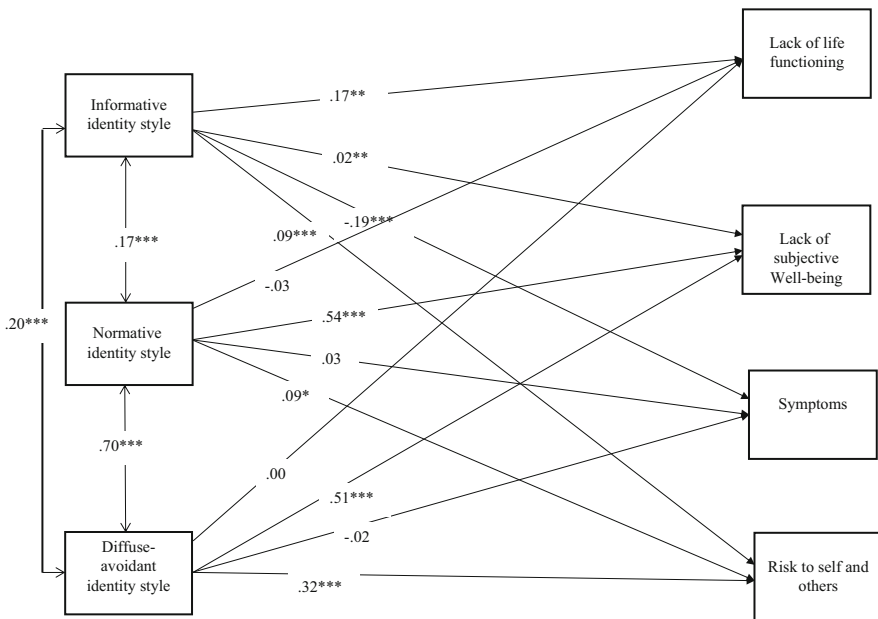 Lack of life
functioning
Informative
identity style
.17**
.02**
-.19***
.09***
.17***
Lack of
subjective
Well-being
-.03
.20***
Normative
identity style
.54***
.03
.09*
Symptoms
.70***
.00
.51***
-.02
Diffuse-
avoidant
identity style
.32***
Risk to self and
others